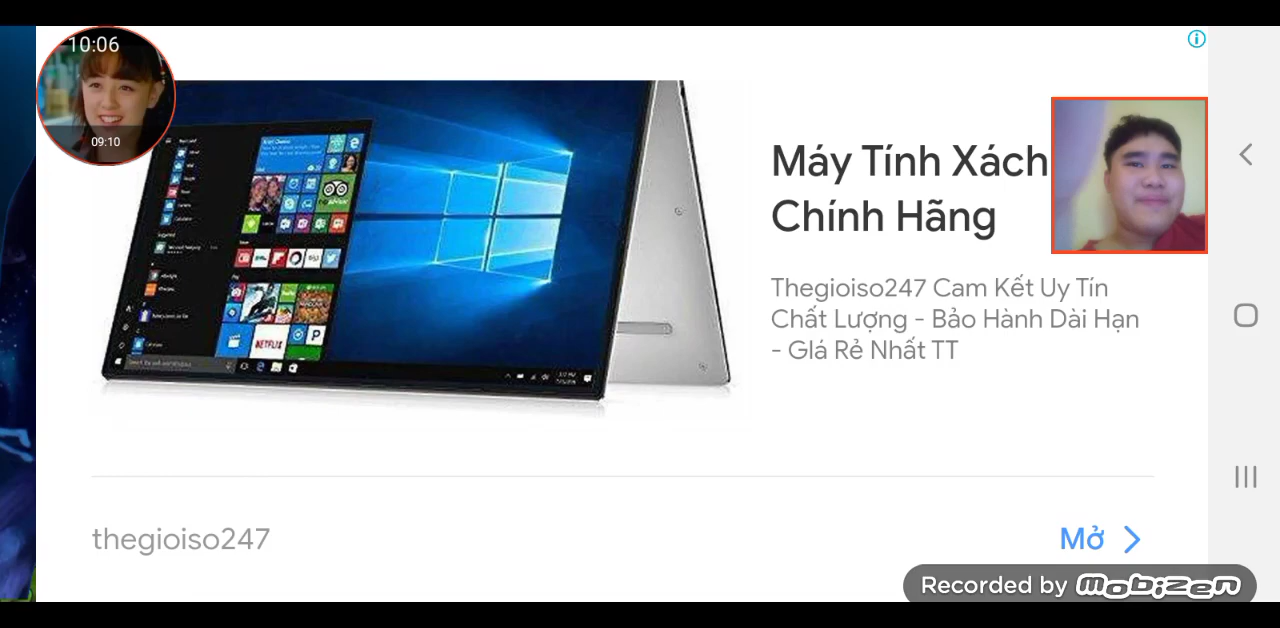 10:06
09:10
Máy Tính Xách
Chính Hãng
Thegioiso247 Cam Kết Uy Tín
Chất Lượng - Bảo Hành Dài Hạn
- GIá Rẻ Nhất TT
NETFLIX
thegioiso247
Mở
Recorded by mobizen